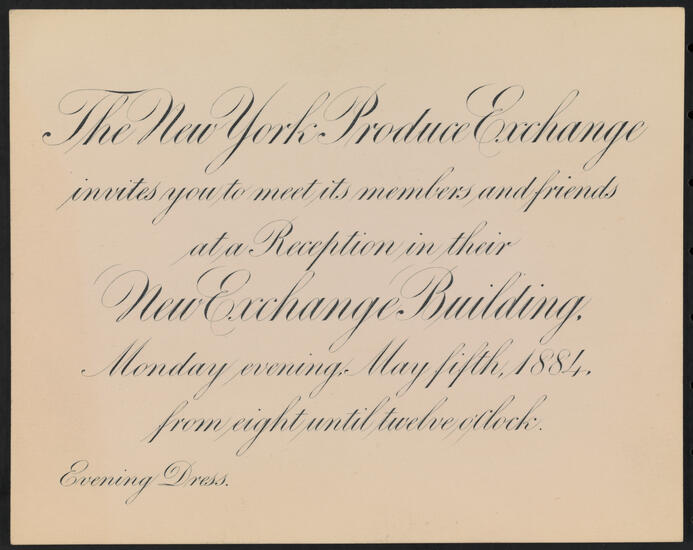 The New York Produce Exchange
invites you to meet its members and friends
at a Reception in their
New Exchange Building,
Monday evening, May fifth, 1884,
from eight until twelve o'Clock.
Evening Dress.